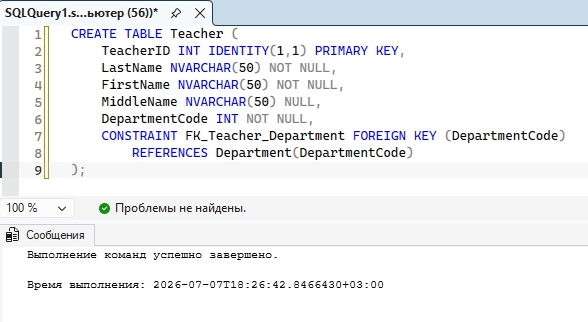 SQLQuery1.s...ьютер (56))*
1 CREATE TABLE Teacher (
2 TeacherID INT IDENTITY(1,1) PRIMARY KEY,
3 LastName NVARCHAR(50) NOT NULL,
4 FirstName NVARCHAR(50) NOT NULL,
5 MiddleName NVARCHAR(50) NULL,
6 DepartmentCode INT NOT NULL,
7 CONSTRAINT FK_Teacher_Department FOREIGN KEY (DepartmentCode)
8 REFERENCES Department(DepartmentCode)
9 );
100 % Проблемы не найдены.
Сообщения
Выполнение команд успешно завершено.
Время выполнения: 2026-07-07T18:26:42.8466430+03:00